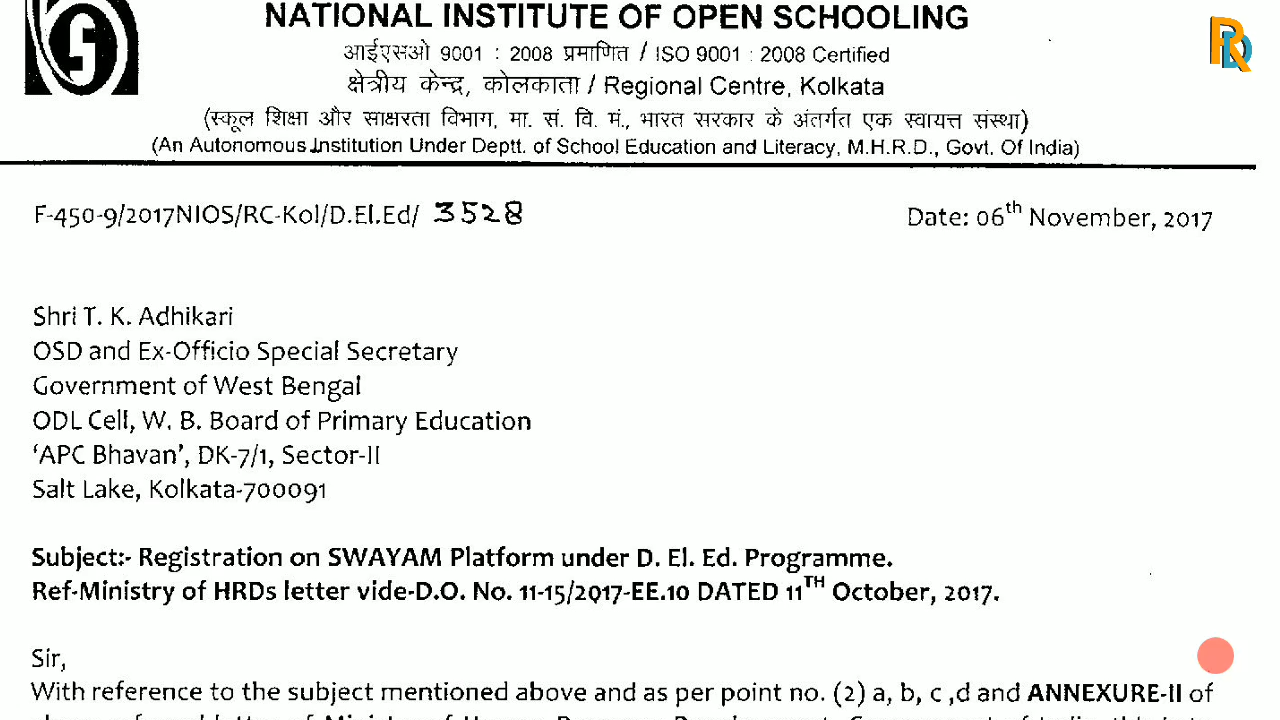 NATIONAL INSTITUTE OF OPEN SCHOOLING
आईएसओ 9001 : 2008 प्रमाणित / ISO 9001 : 2008 Certified
क्षेत्रीय केन्द्र, कोलकाता / Regional Centre, Kolkata
(स्कूल शिक्षा और साक्षरता विभाग, मा. सं. वि. मं., भारत सरकार के अंतर्गत एक स्वायत्त संस्था)
(An Autonomous Institution Under Deptt. of School Education and Literacy, M.H.R.D., Govt. Of India)
F-450-9/2017NIOS/RC-Kol/D.El.Ed/ 3528
Date: 06th November, 2017
Shri T. K. Adhikari
OSD and Ex-Officio Special Secretary
Government of West Bengal
ODL Cell, W. B. Board of Primary Education
‘APC Bhavan’, DK-7/1, Sector-II
Salt Lake, Kolkata-700091
Subject:- Registration on SWAYAM Platform under D. El. Ed. Programme.
Ref-Ministry of HRDs letter vide-D.O. No. 11-15/2017-EE.10 DATED 11TH October, 2017.
Sir,
With reference to the subject mentioned above and as per point no. (2) a, b, c ,d and ANNEXURE-II of